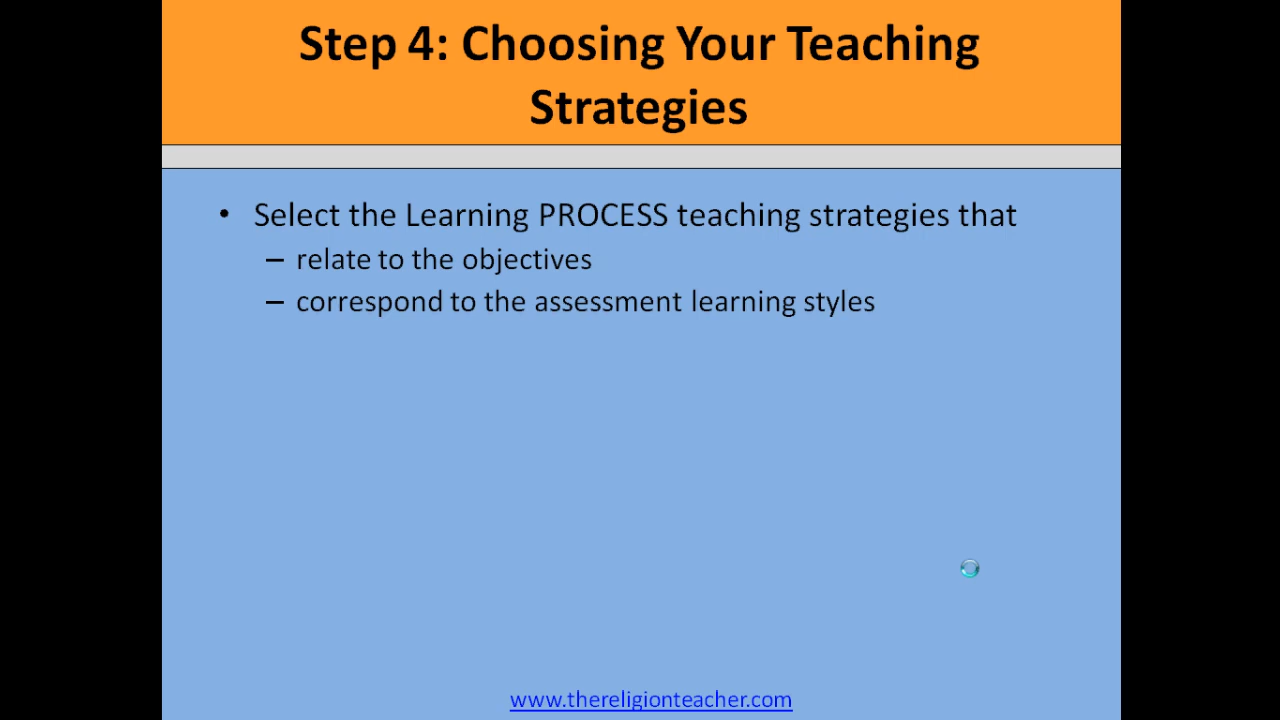 Step 4: Choosing Your Teaching
Strategies
• Select the Learning PROCESS teaching strategies that
– relate to the objectives
– correspond to the assessment learning styles
www.thereligionteacher.com